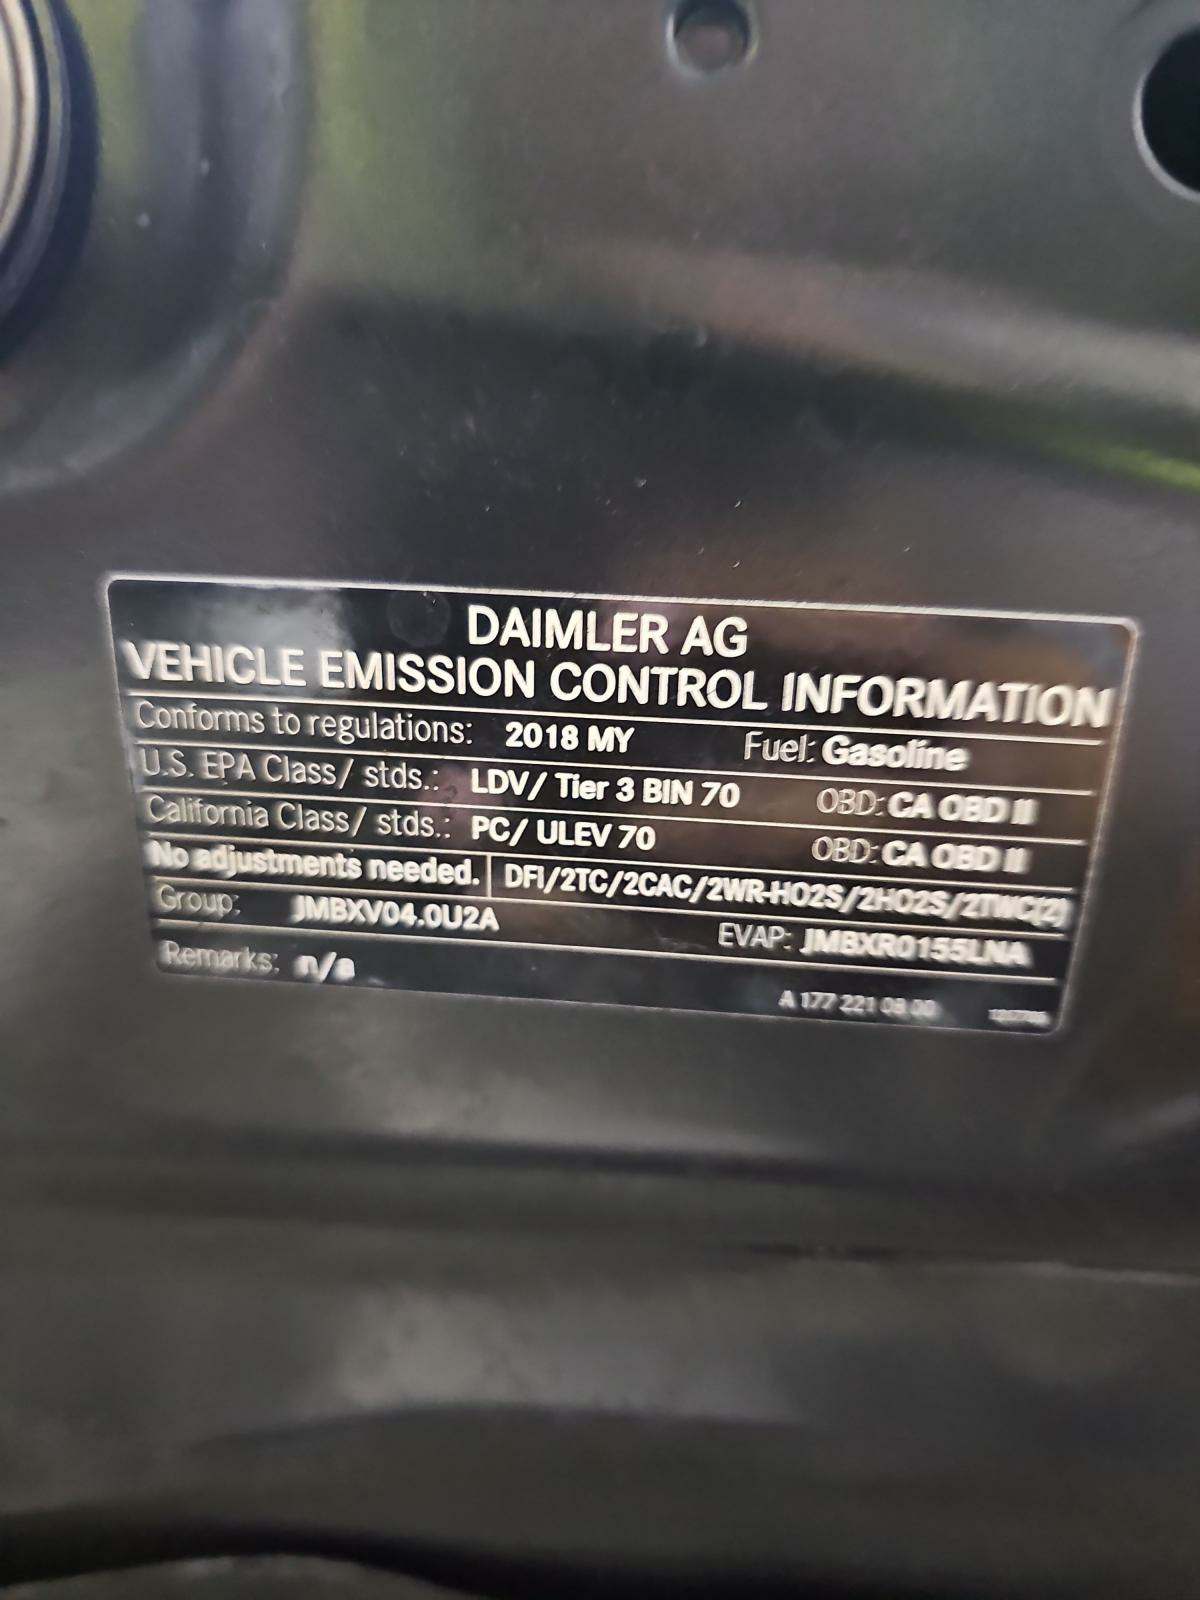 DAIMLER AG
VEHICLE EMISSION CONTROL INFORMATION
Conforms to regulations: 2018 MY Fuel: Gasoline
U.S. EPA Class/ stds.: LDV/ Tier 3 BIN 70 OBD: CA OBD II
California Class/ stds.: PC/ ULEV 70 OBD: CA OBD II
No adjustments needed. DFI/2TC/2CAC/2WR-HO2S/2HO2S/2TWC(2)
Group: JMBXV04.0U2A EVAP: JMBXR0155LNA
Remarks: n/a A 177 221 08 00